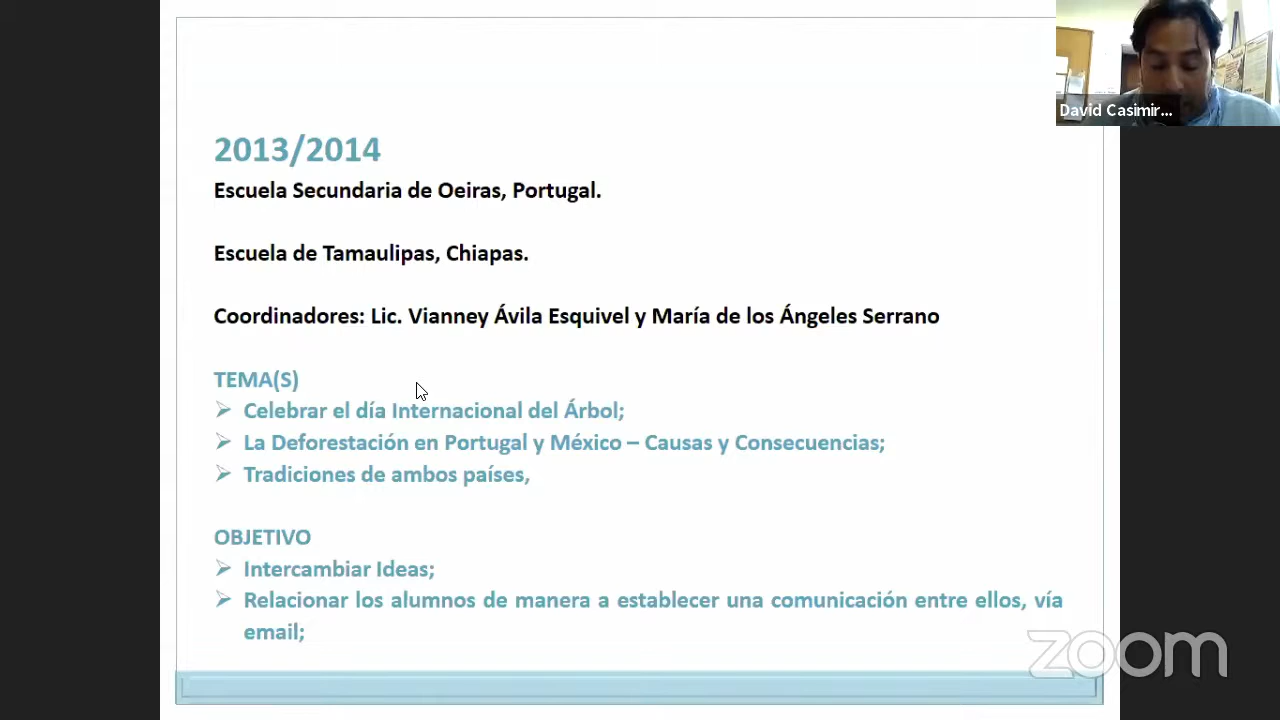 David Casimir...
2013/2014
Escuela Secundaria de Oeiras, Portugal.
Escuela de Tamaulipas, Chiapas.
Coordinadores: Lic. Vianney Ávila Esquivel y María de los Ángeles Serrano
TEMA(S)
Celebrar el día Internacional del Árbol;
La Deforestación en Portugal y México – Causas y Consecuencias;
Tradiciones de ambos países,
OBJETIVO
Intercambiar Ideas;
Relacionar los alumnos de manera a establecer una comunicación entre ellos, vía
email;
zoom